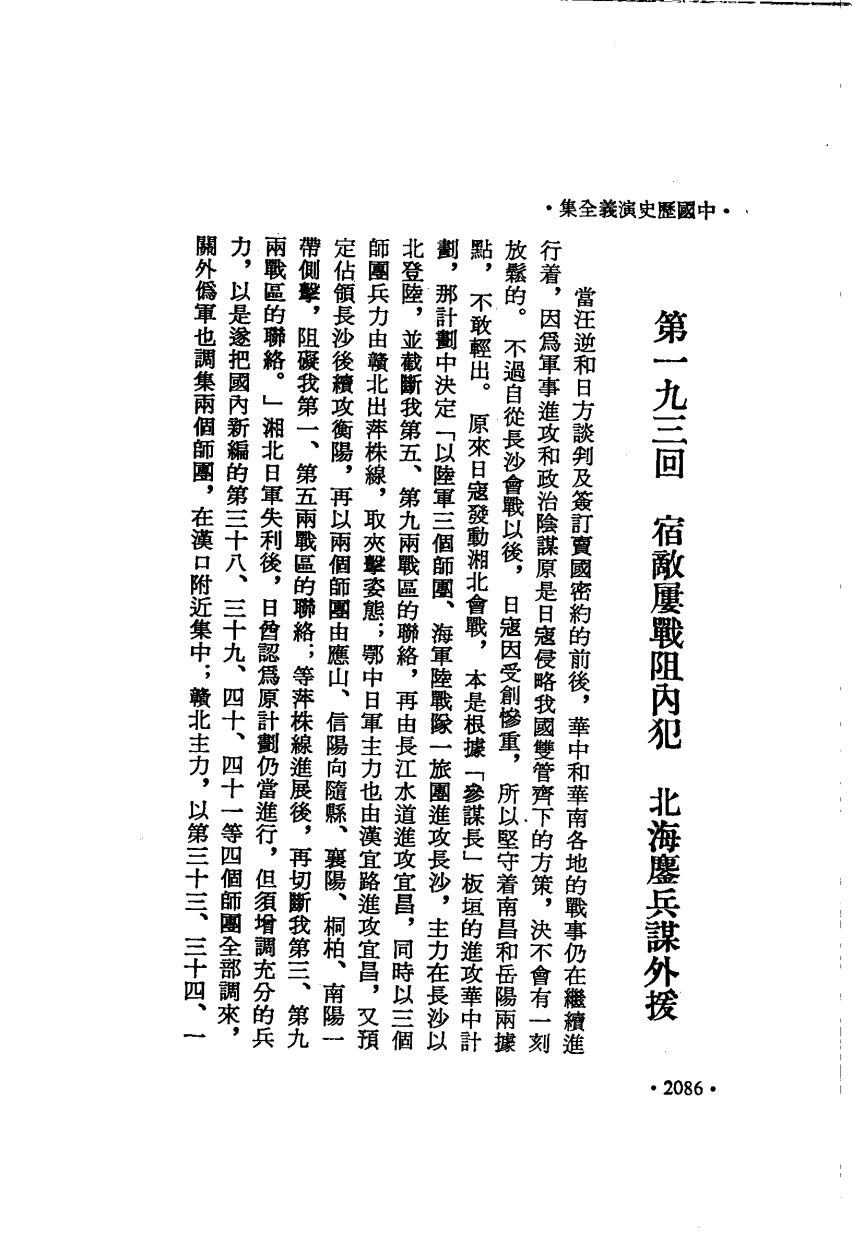 •中國歷史演義全集•
第一九三回　宿敵屢戰阻內犯　北海鏖兵謀外援
當汪逆和日方談判及簽訂賣國密約的前後，華中和華南各地的戰事仍在繼續進
行着，因爲軍事進攻和政治陰謀原是日寇侵略我國雙管齊下的方策，決不會有一刻
放鬆的。不過自從長沙會戰以後，日寇因受創慘重，所以堅守着南昌和岳陽兩據
點，不敢輕出。原來日寇發動湘北會戰，本是根據「參謀長」板垣的進攻華中計
劃，那計劃中決定「以陸軍三個師團、海軍陸戰隊一旅團進攻長沙，主力在長沙以
北登陸，並截斷我第五、第九兩戰區的聯絡，再由長江水道進攻宜昌，同時以三個
師團兵力由贛北出萍株線，取夾擊姿態；鄂中日軍主力也由漢宜路進攻宜昌，又預
定佔領長沙後續攻衡陽，再以兩個師團由應山、信陽向隨縣、襄陽、桐柏、南陽一
帶側擊，阻礙我第一、第五兩戰區的聯絡；等萍株線進展後，再切斷我第三、第九
兩戰區的聯絡。」湘北日軍失利後，日酋認爲原計劃仍當進行，但須增調充分的兵
力，以是遂把國內新編的第三十八、三十九、四十、四十一等四個師團全部調來，
關外僞軍也調集兩個師團，在漢口附近集中；贛北主力，以第三十三、三十四、一
•2086•